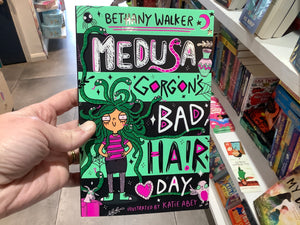 BETHANY WALKER
MEDUSA
GORGON'S
BAD
HAIR
DAY
ILLUSTRATED BY KATIE ABEY